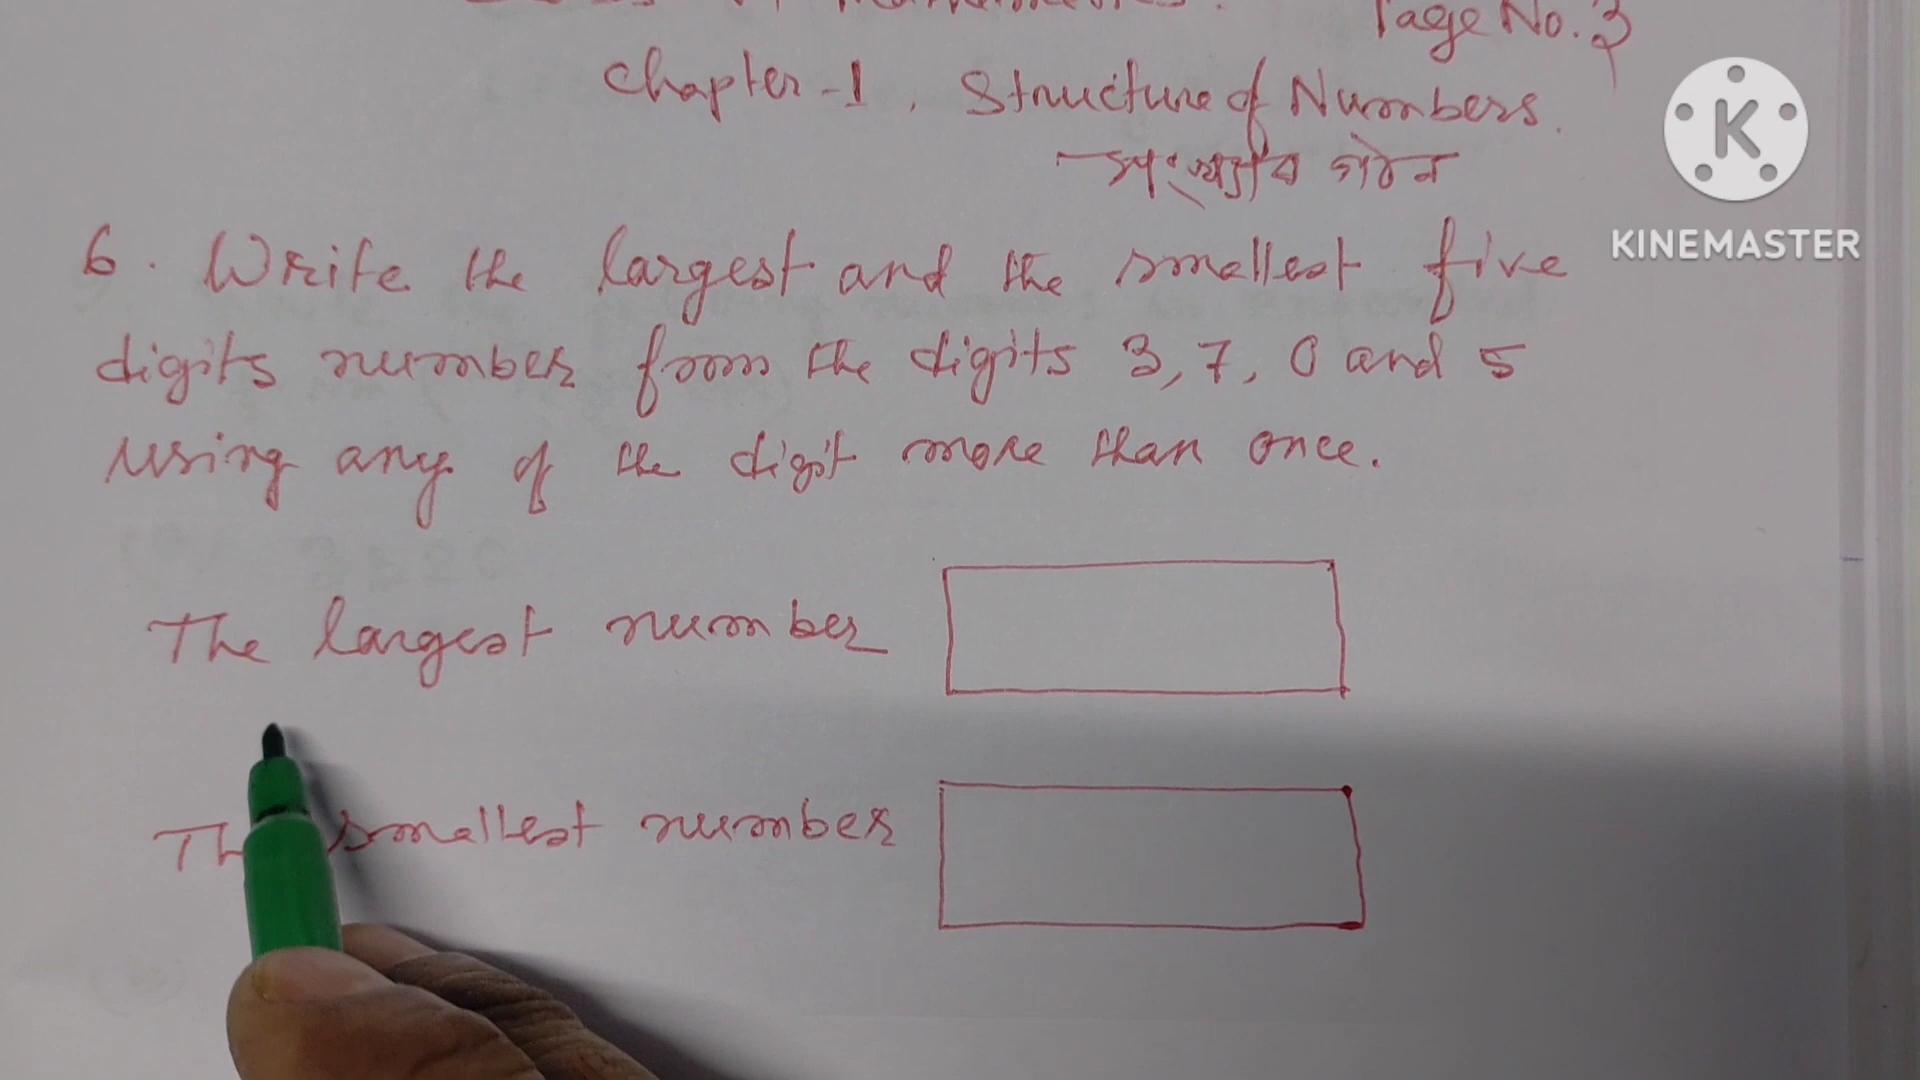 Page No. 3
Chapter-1, Structure of Numbers.
সংখ্যার গঠন
K
KINEMASTER
6. Write the largest and the smallest five
digits number from the digits 3, 7, 0 and 5
using any of the digit more than once.
The largest number
The smallest number